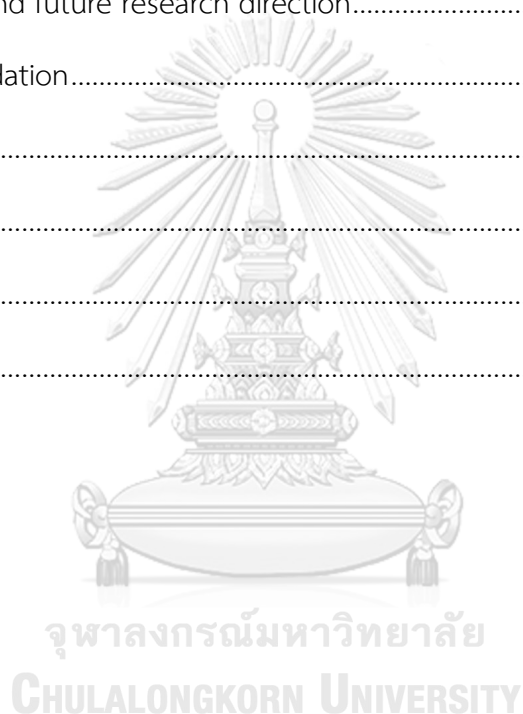 nd future research direction........................
dation................................................................
................................................................
................................................................
................................................................
................................................................
จุฬาลงกรณ์มหาวิทยาลัย
CHULALONGKORN UNIVERSITY